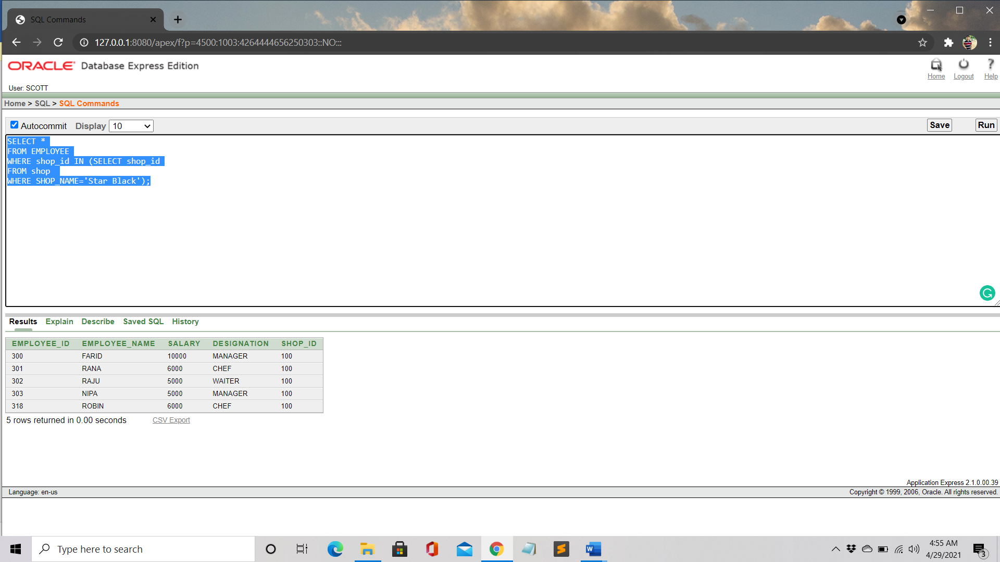 SQL Commands
127.0.0.1:8080/apex/f?p=4500:1003:4264444656250303::NO:::
ORACLE Database Express Edition
Home Logout Help
User: SCOTT
Home > SQL > SQL Commands
Autocommit Display 10 Save Run
SELECT *
FROM EMPLOYEE
WHERE shop_id IN (SELECT shop_id
FROM shop
WHERE SHOP_NAME='Star Black');
Results Explain Describe Saved SQL History
EMPLOYEE_ID EMPLOYEE_NAME SALARY DESIGNATION SHOP_ID
300 FARID 10000 MANAGER 100
301 RANA 6000 CHEF 100
302 RAJU 5000 WAITER 100
303 NIPA 5000 MANAGER 100
318 ROBIN 6000 CHEF 100
5 rows returned in 0.00 seconds CSV Export
Application Express 2.1.0.00.39
Language: en-us Copyright © 1999, 2006, Oracle. All rights reserved.
Type here to search
4:55 AM
4/29/2021
3